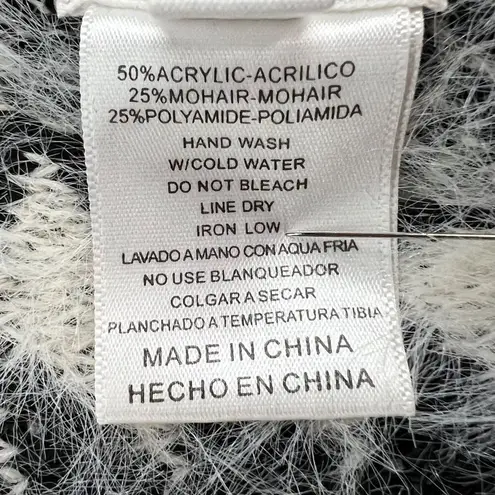 50%ACRYLIC-ACRILICO
25%MOHAIR-MOHAIR
25%POLYAMIDE-POLIAMIDA
HAND WASH
W/COLD WATER
DO NOT BLEACH
LINE DRY
IRON LOW
LAVADO A MANO CON AQUA FRIA
NO USE BLANQUEADOR
COLGAR A SECAR
PLANCHADO A TEMPERATURA TIBIA
MADE IN CHINA
HECHO EN CHINA